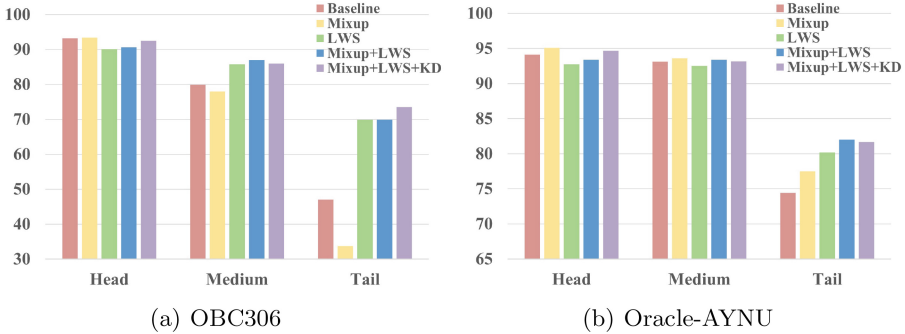 100
90
80
70
60
50
40
30
Head Medium Tail
Baseline
Mixup
LWS
Mixup+LWS
Mixup+LWS+KD
(a) OBC306
100
95
90
85
80
75
70
65
Head Medium Tail
Baseline
Mixup
LWS
Mixup+LWS
Mixup+LWS+KD
(b) Oracle-AYNU